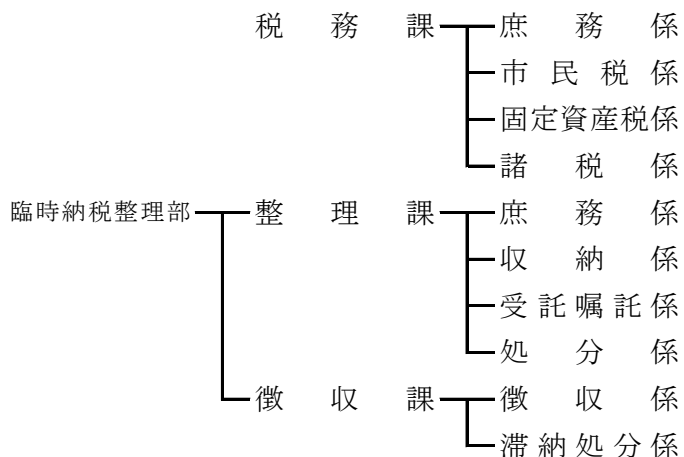 税務課 庶務係
市民税係
固定資産税係
諸税係
臨時納税整理部 整理課 庶務係
収納係
受託嘱託係
処分係
徴収課 徴収係
滞納処分係